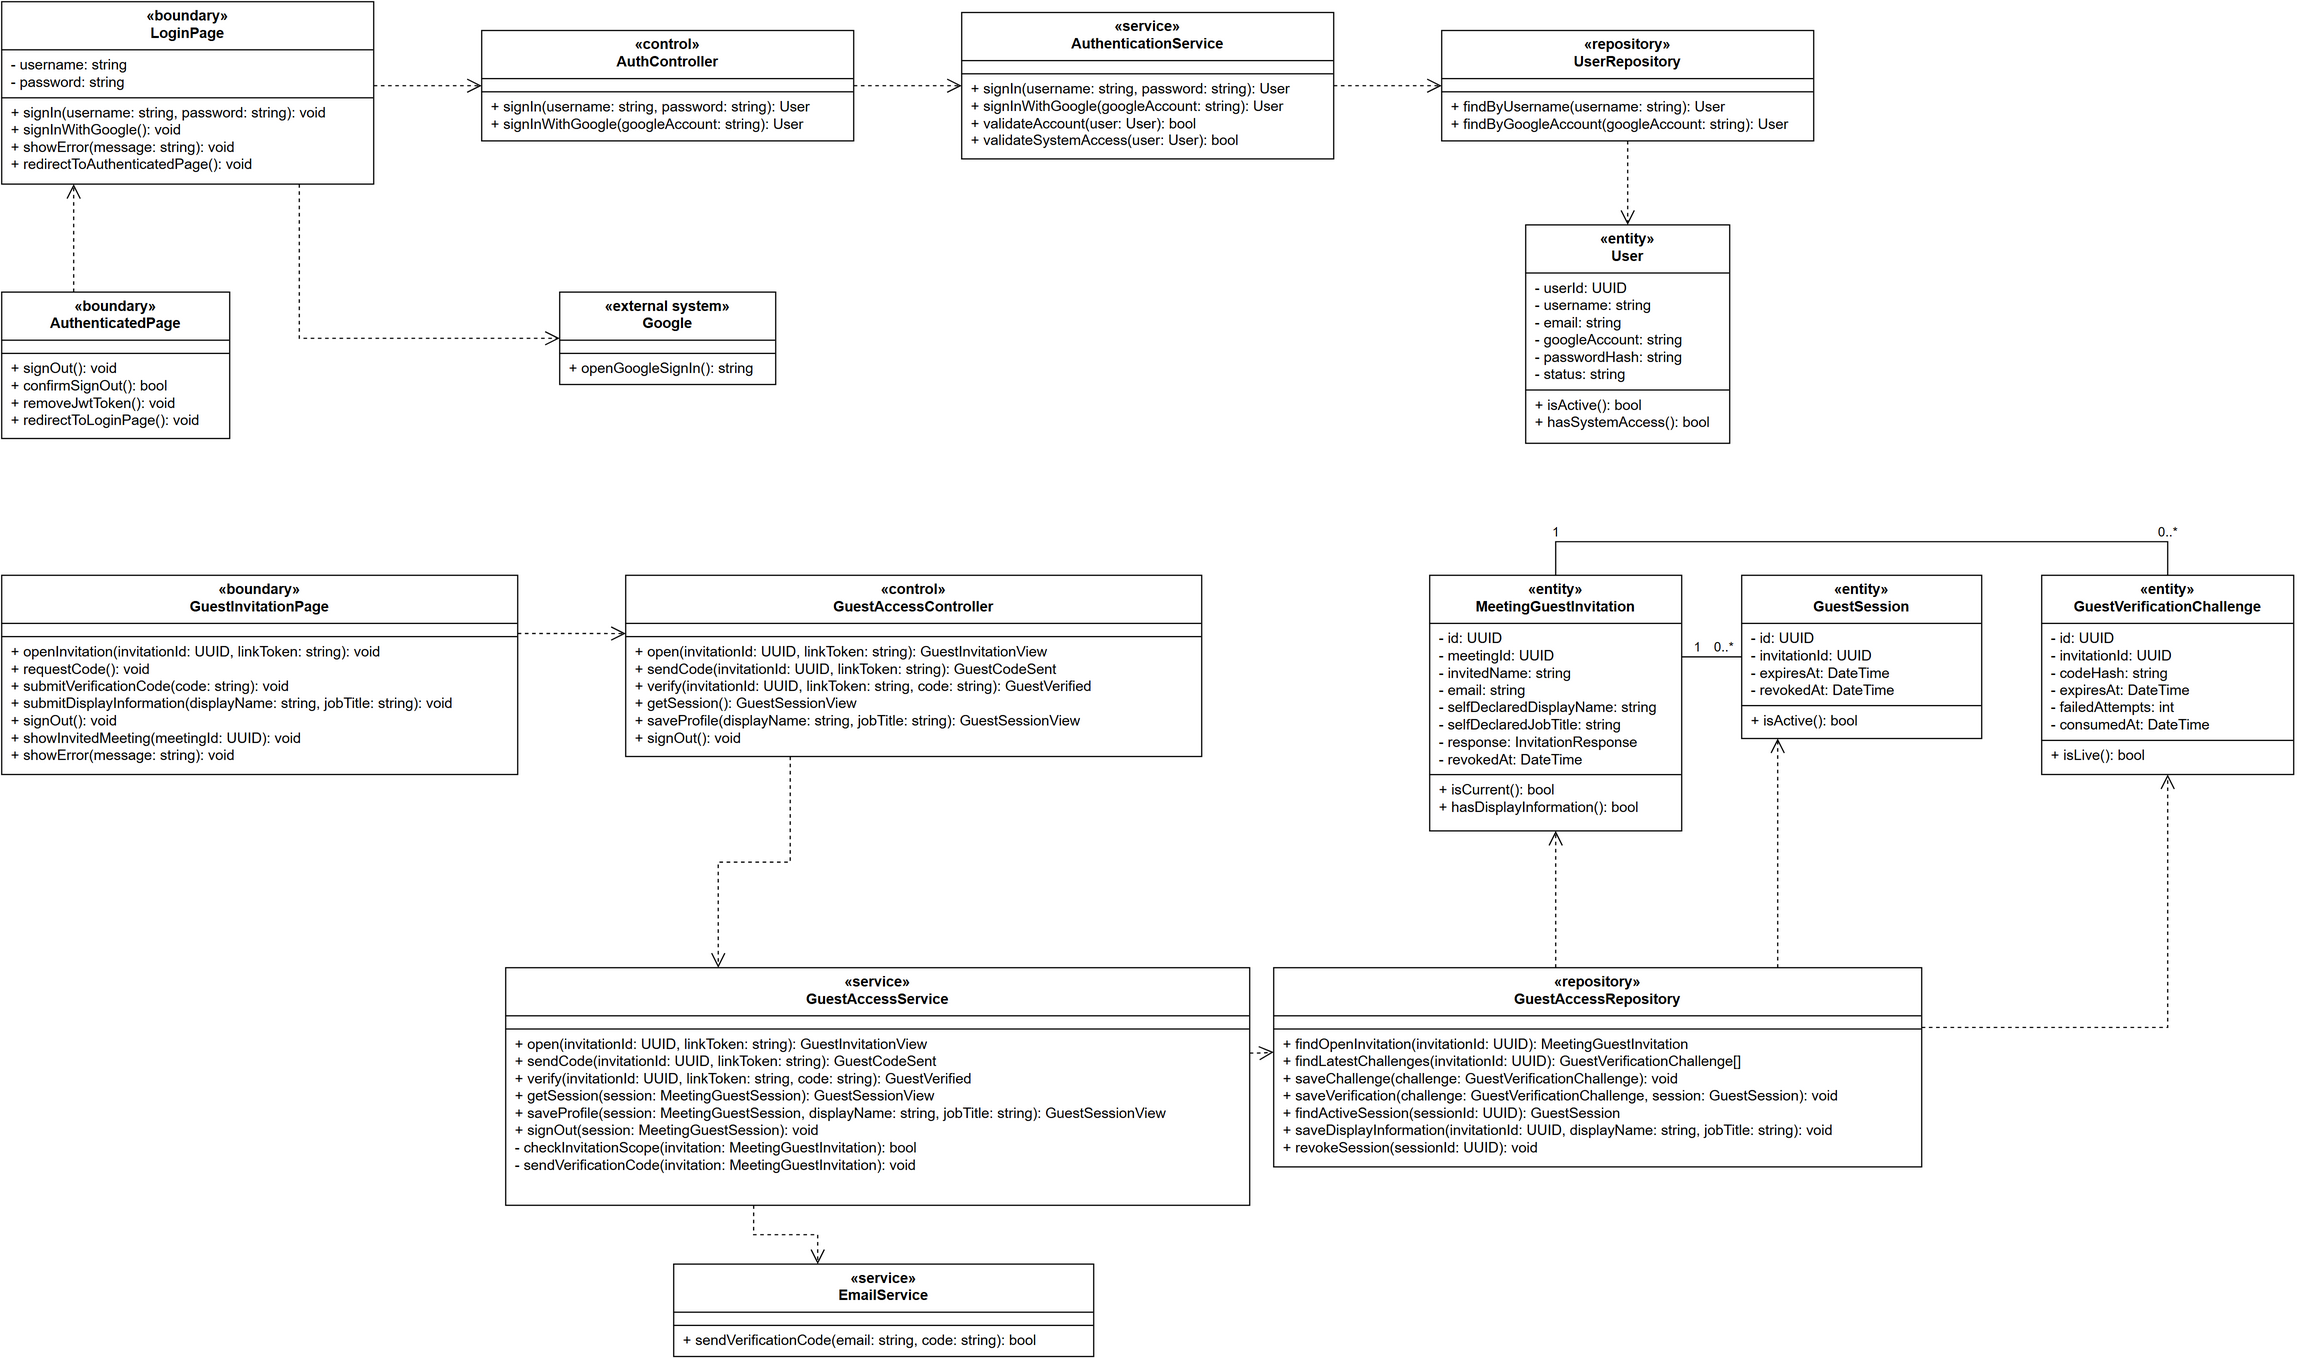 «boundary»
LoginPage
- username: string
- password: string
+ signIn(username: string, password: string): void
+ signInWithGoogle(): void
+ showError(message: string): void
+ redirectToAuthenticatedPage(): void
«control»
AuthController
+ signIn(username: string, password: string): User
+ signInWithGoogle(googleAccount: string): User
«service»
AuthenticationService
+ signIn(username: string, password: string): User
+ signInWithGoogle(googleAccount: string): User
+ validateAccount(user: User): bool
+ validateSystemAccess(user: User): bool
«repository»
UserRepository
+ findByUsername(username: string): User
+ findByGoogleAccount(googleAccount: string): User
«boundary»
AuthenticatedPage
+ signOut(): void
+ confirmSignOut(): bool
+ removeJwtToken(): void
+ redirectToLoginPage(): void
«external system»
Google
+ openGoogleSignIn(): string
«entity»
User
- userId: UUID
- username: string
- email: string
- googleAccount: string
- passwordHash: string
- status: string
+ isActive(): bool
+ hasSystemAccess(): bool
1
0..*
«boundary»
GuestInvitationPage
+ openInvitation(invitationId: UUID, linkToken: string): void
+ requestCode(): void
+ submitVerificationCode(code: string): void
+ submitDisplayInformation(displayName: string, jobTitle: string): void
+ signOut(): void
+ showInvitedMeeting(meetingId: UUID): void
+ showError(message: string): void
«control»
GuestAccessController
+ open(invitationId: UUID, linkToken: string): GuestInvitationView
+ sendCode(invitationId: UUID, linkToken: string): GuestCodeSent
+ verify(invitationId: UUID, linkToken: string, code: string): GuestVerified
+ getSession(): GuestSessionView
+ saveProfile(displayName: string, jobTitle: string): GuestSessionView
+ signOut(): void
«entity»
MeetingGuestInvitation
- id: UUID
- meetingId: UUID
- invitedName: string
- email: string
- selfDeclaredDisplayName: string
- selfDeclaredJobTitle: string
- response: InvitationResponse
- revokedAt: DateTime
+ isCurrent(): bool
+ hasDisplayInformation(): bool
1 0..*
«entity»
GuestSession
- id: UUID
- invitationId: UUID
- expiresAt: DateTime
- revokedAt: DateTime
+ isActive(): bool
«entity»
GuestVerificationChallenge
- id: UUID
- invitationId: UUID
- codeHash: string
- expiresAt: DateTime
- failedAttempts: int
- consumedAt: DateTime
+ isLive(): bool
«service»
GuestAccessService
+ open(invitationId: UUID, linkToken: string): GuestInvitationView
+ sendCode(invitationId: UUID, linkToken: string): GuestCodeSent
+ verify(invitationId: UUID, linkToken: string, code: string): GuestVerified
+ getSession(session: MeetingGuestSession): GuestSessionView
+ saveProfile(session: MeetingGuestSession, displayName: string, jobTitle: string): GuestSessionView
+ signOut(session: MeetingGuestSession): void
- checkInvitationScope(invitation: MeetingGuestInvitation): bool
- sendVerificationCode(invitation: MeetingGuestInvitation): void
«repository»
GuestAccessRepository
+ findOpenInvitation(invitationId: UUID): MeetingGuestInvitation
+ findLatestChallenges(invitationId: UUID): GuestVerificationChallenge[]
+ saveChallenge(challenge: GuestVerificationChallenge): void
+ saveVerification(challenge: GuestVerificationChallenge, session: GuestSession): void
+ findActiveSession(sessionId: UUID): GuestSession
+ saveDisplayInformation(invitationId: UUID, displayName: string, jobTitle: string): void
+ revokeSession(sessionId: UUID): void
«service»
EmailService
+ sendVerificationCode(email: string, code: string): bool